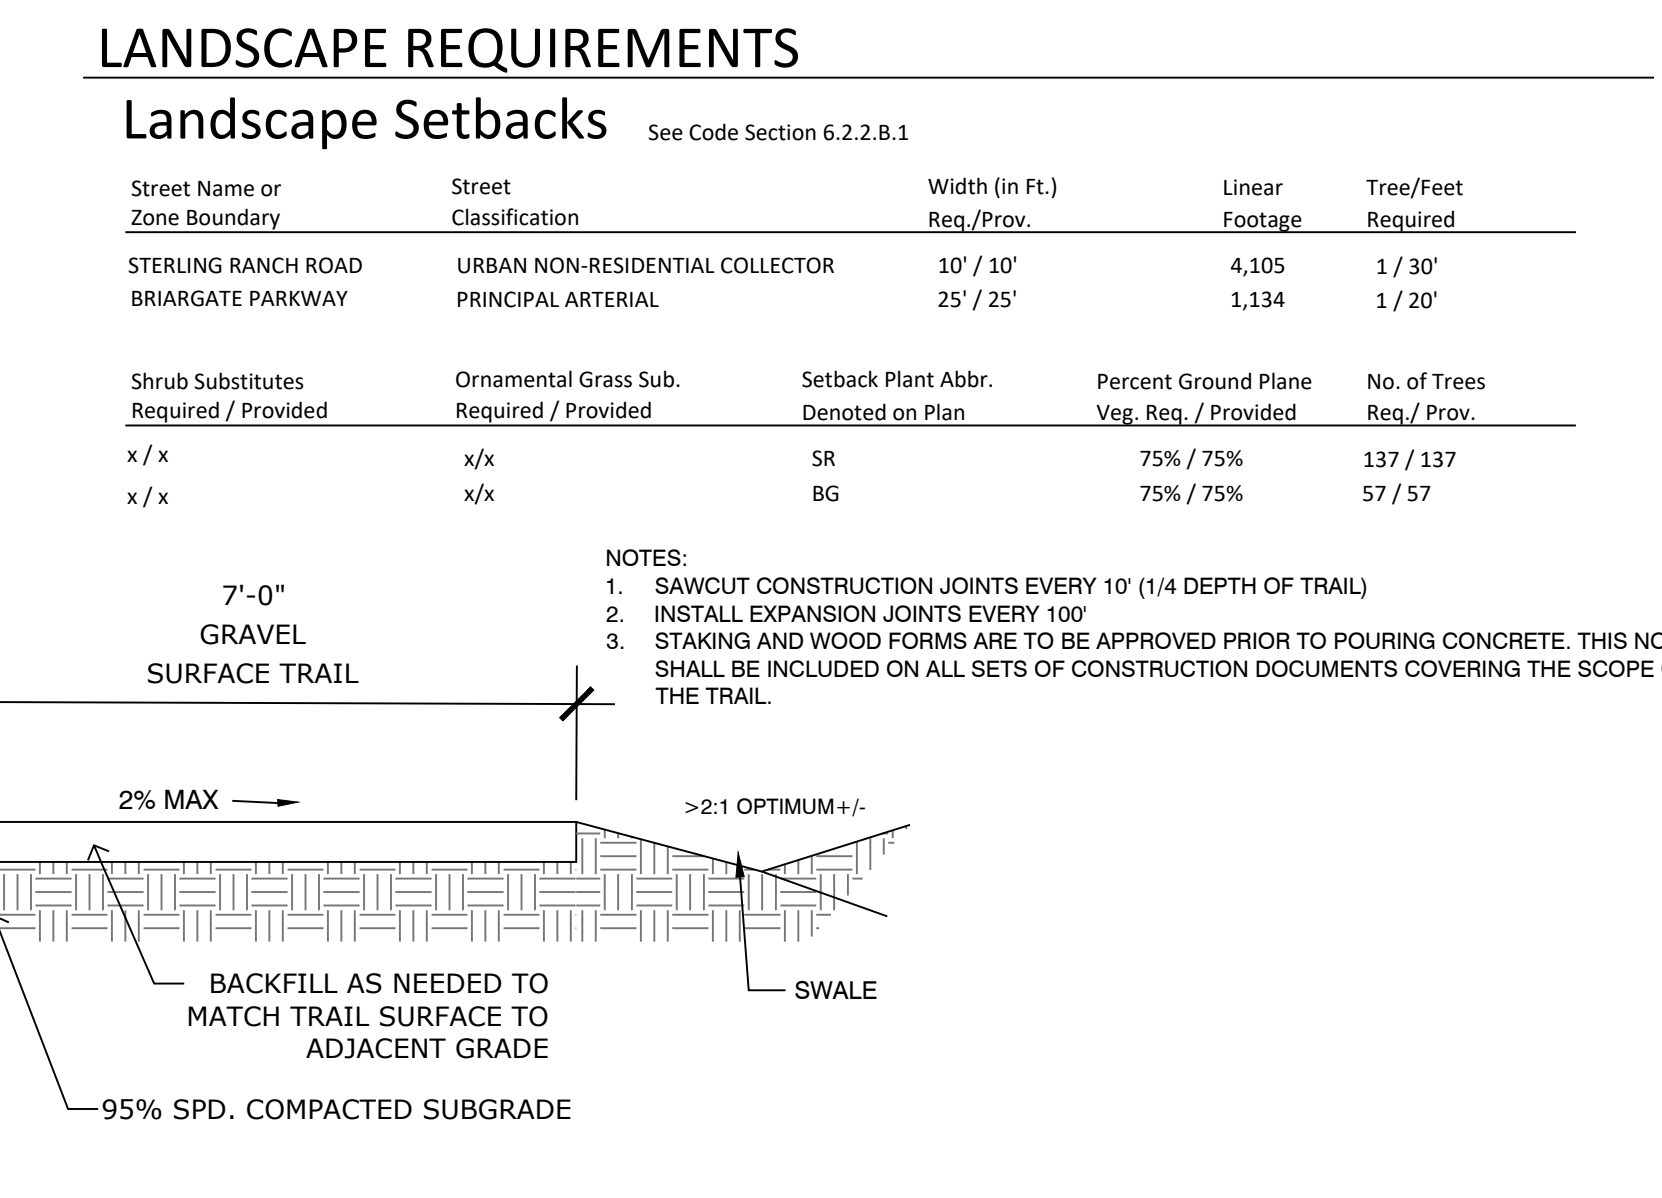 LANDSCAPE REQUIREMENTS
Landscape Setbacks See Code Section 6.2.2.B.1
Street Name or Street Width (in Ft.) Linear Tree/Feet
Zone Boundary Classification Req./Prov. Footage Required
STERLING RANCH ROAD URBAN NON-RESIDENTIAL COLLECTOR 10' / 10' 4,105 1 / 30'
BRIARGATE PARKWAY PRINCIPAL ARTERIAL 25' / 25' 1,134 1 / 20'
Shrub Substitutes Ornamental Grass Sub. Setback Plant Abbr. Percent Ground Plane No. of Trees
Required / Provided Required / Provided Denoted on Plan Veg. Req. / Provided Req./ Prov.
x / x x/x SR 75% / 75% 137 / 137
x / x x/x BG 75% / 75% 57 / 57
NOTES:
1. SAWCUT CONSTRUCTION JOINTS EVERY 10' (1/4 DEPTH OF TRAIL)
2. INSTALL EXPANSION JOINTS EVERY 100'
3. STAKING AND WOOD FORMS ARE TO BE APPROVED PRIOR TO POURING CONCRETE. THIS
SHALL BE INCLUDED ON ALL SETS OF CONSTRUCTION DOCUMENTS COVERING THE SCOPE
THE TRAIL.
7'-0"
GRAVEL
SURFACE TRAIL
2% MAX
>2:1 OPTIMUM+/-
SWALE
BACKFILL AS NEEDED TO
MATCH TRAIL SURFACE TO
ADJACENT GRADE
95% SPD. COMPACTED SUBGRADE